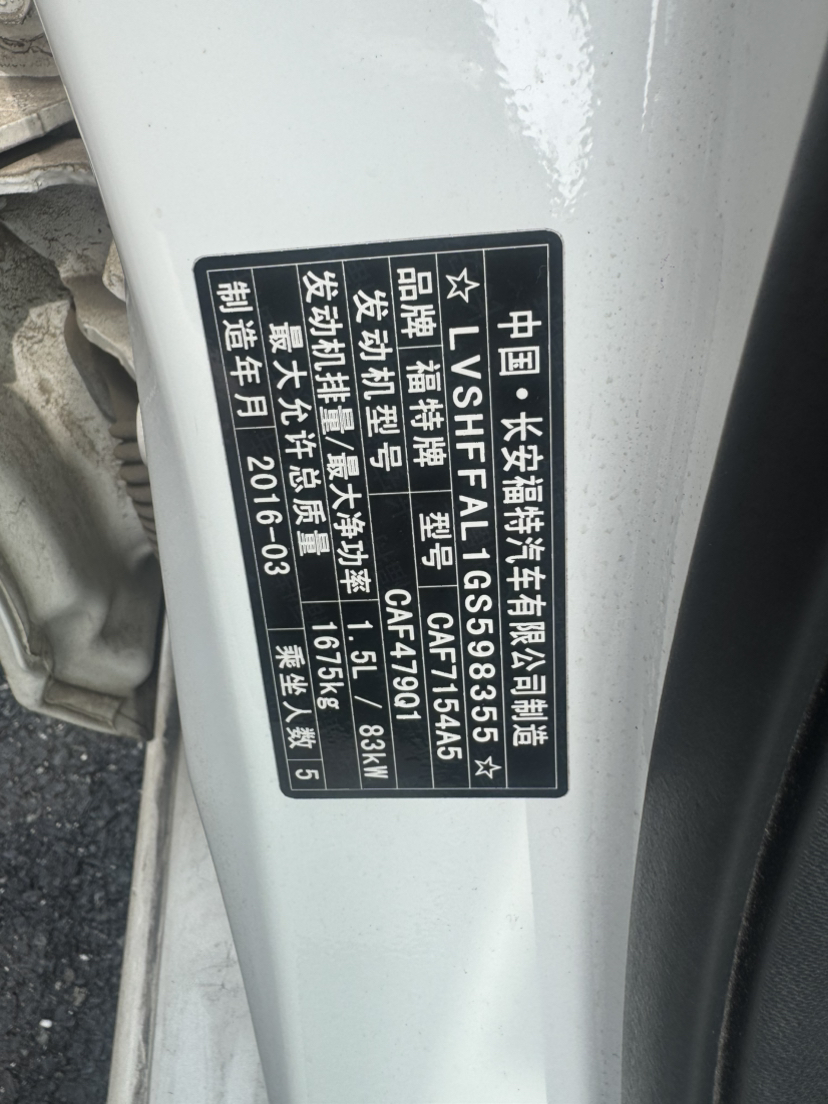 中国·长安福特汽车有限公司制造
☆LVSHFFAL1GS598355☆
品牌 福特牌 型号 CAF7154A5
发动机型号 CAF479Q1
发动机排量/最大净功率 1.5L / 83kW
最大允许总质量 1675kg
制造年月 2016-03 乘坐人数 5